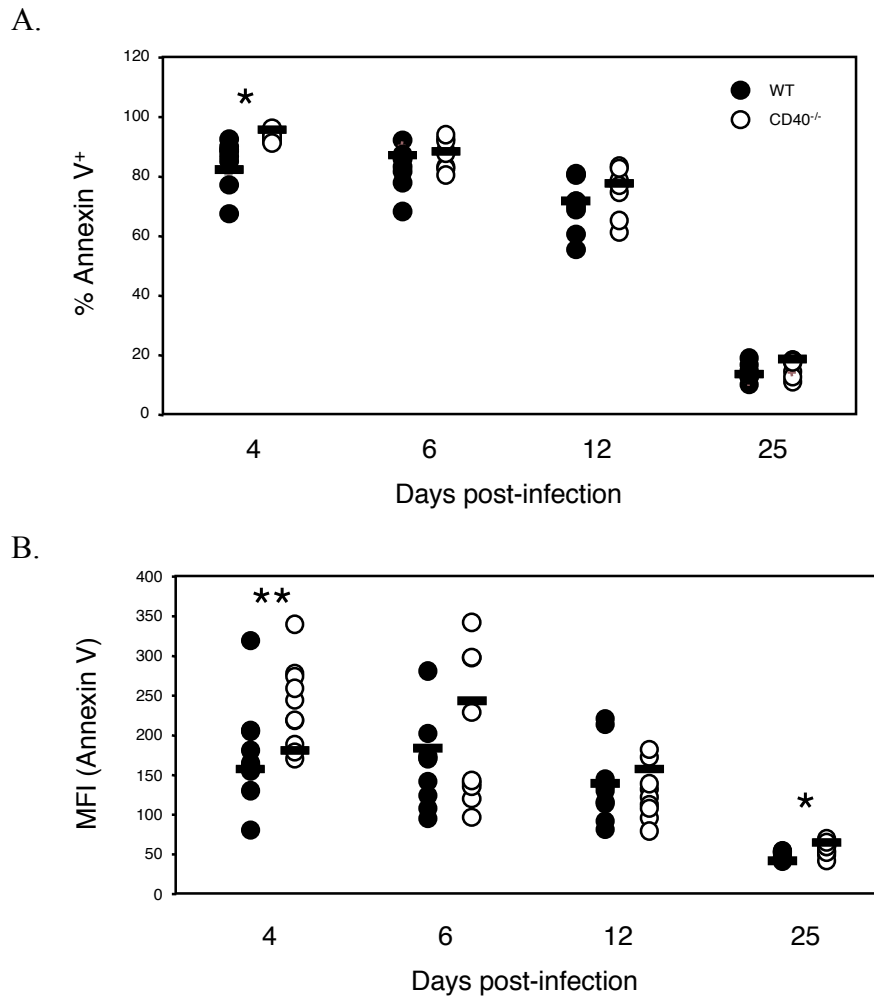 A.
120
100
80
60
40
20
0
% Annexin V+
*
WT
CD40-/-
4 6 12 25
Days post-infection
B.
400
350
300
250
200
150
100
50
0
MFI (Annexin V)
**
*
4 6 12 25
Days post-infection